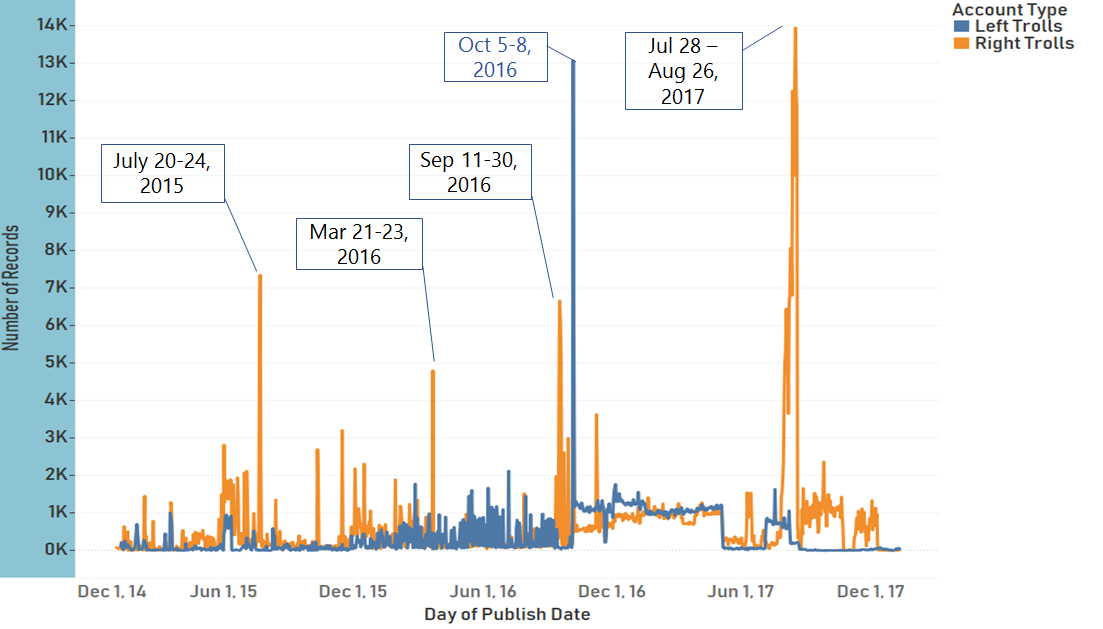 Account Type
Left Trolls
Right Trolls
14K
13K
12K
11K
10K
9K
8K
7K
6K
5K
4K
3K
2K
1K
0K
Number of Records
July 20-24,
2015
Mar 21-23,
2016
Sep 11-30,
2016
Oct 5-8,
2016
Jul 28 –
Aug 26,
2017
Dec 1, 14
Jun 1, 15
Dec 1, 15
Jun 1, 16
Dec 1, 16
Jun 1, 17
Dec 1, 17
Day of Publish Date